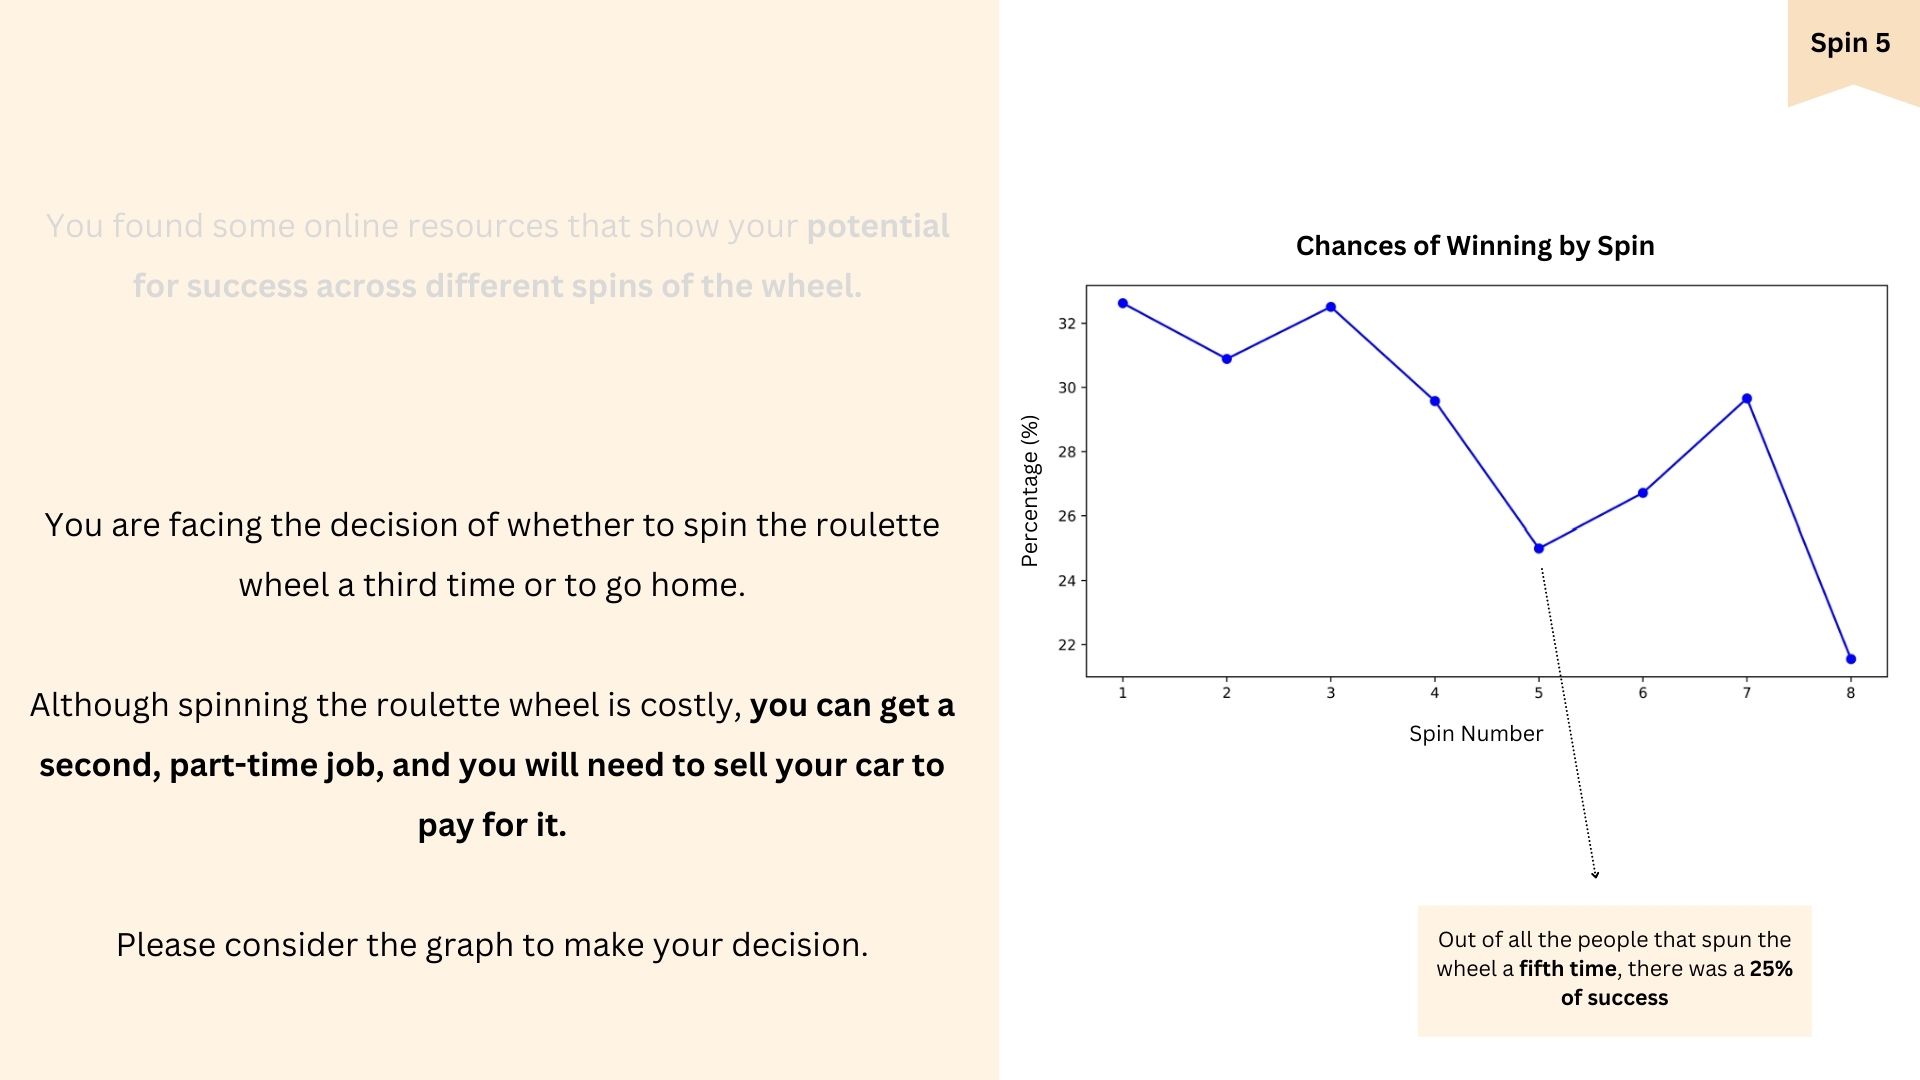 Spin 5
You found some online resources that show your potential
for success across different spins of the wheel.
You are facing the decision of whether to spin the roulette
wheel a third time or to go home.
Although spinning the roulette wheel is costly, you can get a
second, part-time job, and you will need to sell your car to
pay for it.
Please consider the graph to make your decision.
Chances of Winning by Spin
Percentage (%)
32
30
28
26
24
22
1 2 3 4 5 6 7 8
Spin Number
Out of all the people that spun the
wheel a fifth time, there was a 25%
of success